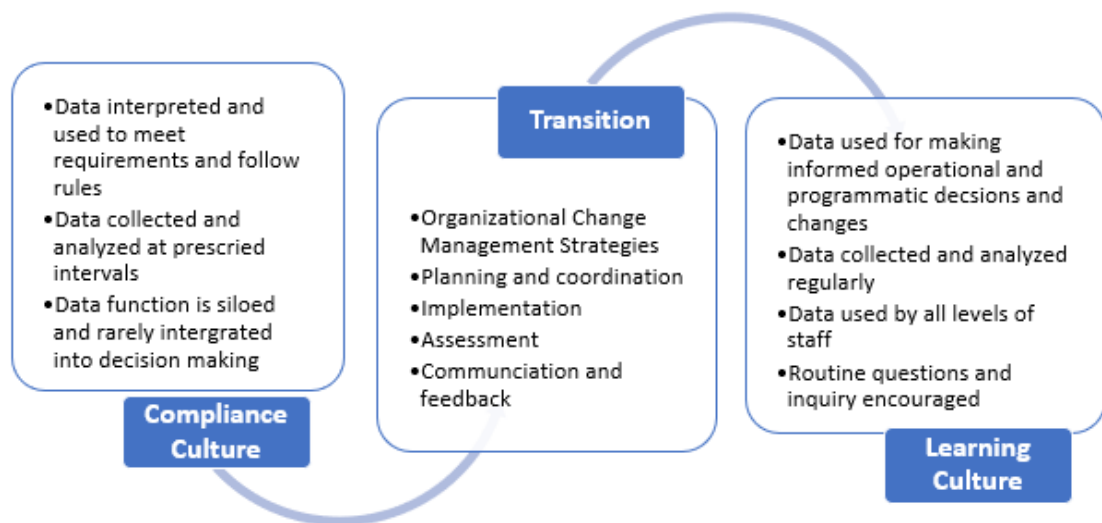 •Data interpreted and
used to meet
requirements and follow
rules
•Data collected and
analyzed at prescried
intervals
•Data function is siloed
and rarely intergrated
into decision making
Compliance
Culture
Transition
•Organizational Change
Management Strategies
•Planning and coordination
•Implementation
•Assessment
•Communciation and
feedback
•Data used for making
informed operational and
programmatic decsions and
changes
•Data collected and analyzed
regularly
•Data used by all levels of
staff
•Routine questions and
inquiry encouraged
Learning
Culture